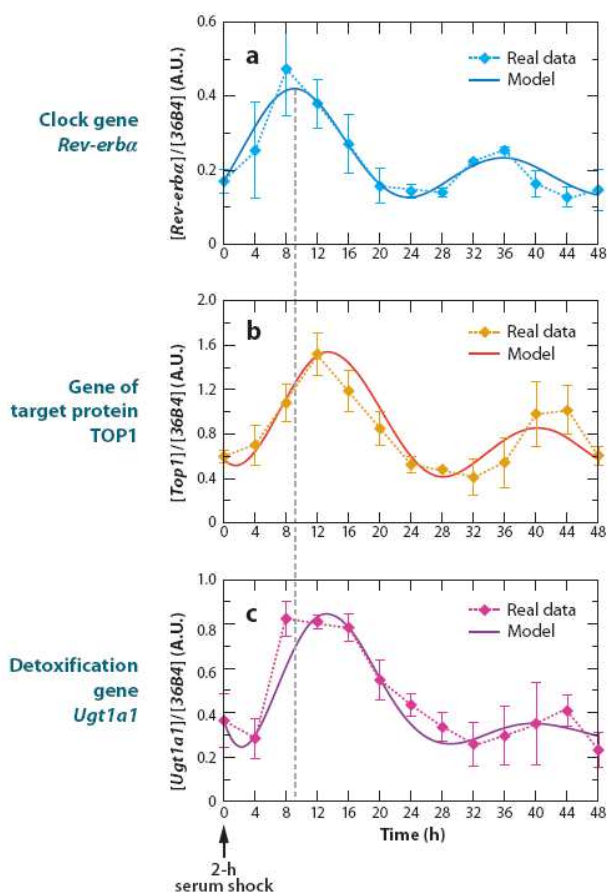 a
Real data
Model
Clock gene
Rev-erbα
[Rev-erbα]/[36B4] (A.U.)
0.6
0.4
0.2
0
0 4 8 12 16 20 24 28 32 36 40 44 48
b
Real data
Model
Gene of
target protein
TOP1
[Top1]/[36B4] (A.U.)
2.0
1.6
1.2
0.8
0.4
0
0 4 8 12 16 20 24 28 32 36 40 44 48
c
Real data
Model
Detoxification
gene
Ugt1a1
[Ugt1a1]/[36B4] (A.U.)
1.0
0.8
0.6
0.4
0.2
0
0 4 8 12 16 20 24 28 32 36 40 44 48
Time (h)
2-h
serum shock